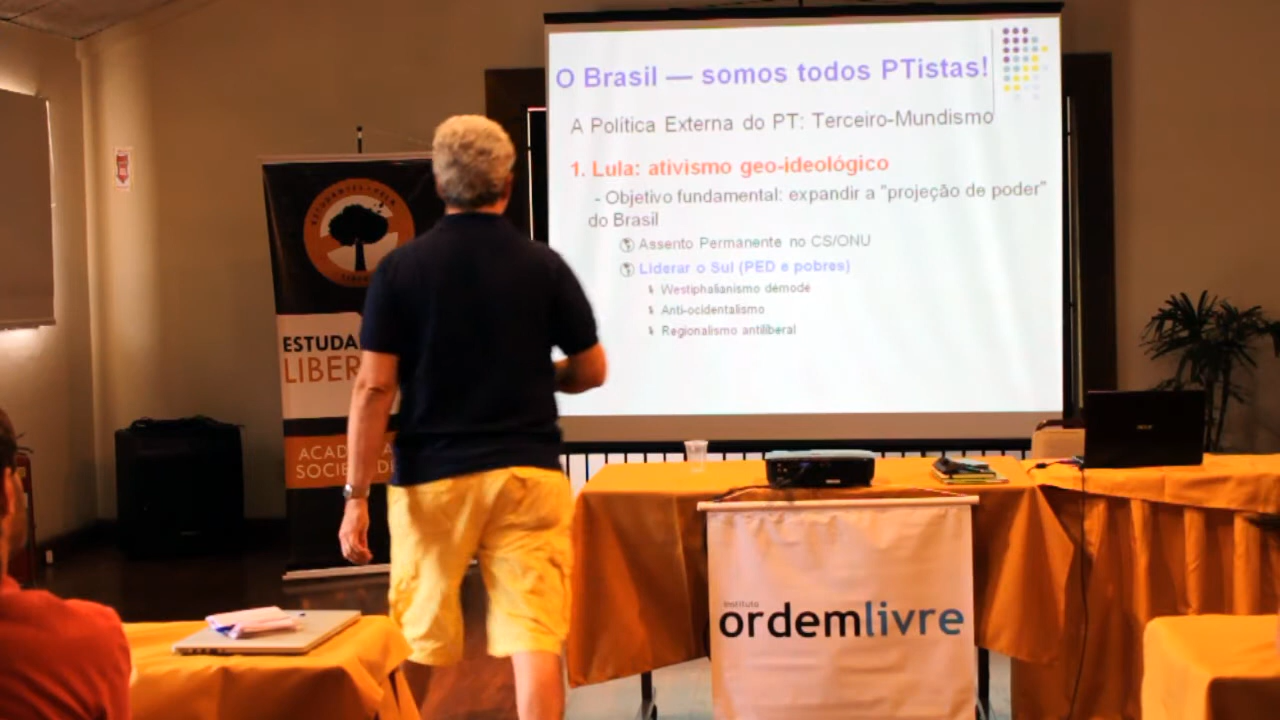 O Brasil — somos todos PTistas!
A Política Externa do PT: Terceiro-Mundismo
1. Lula: ativismo geo-ideológico
- Objetivo fundamental: expandir a "projeção de poder"
do Brasil
Assento Permanente no CS/ONU
Liderar o Sul (PED e pobres)
Westiphalianismo démodé
Anti-ocidentalismo
Regionalismo antiliberal
ESTUDA
LIBER
ACAD
SOCIEDADE
instituto
ordemlivre
acer